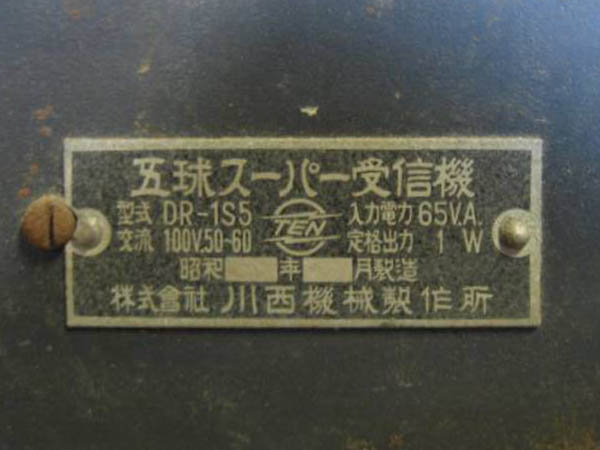 五球スーパー受信機
型式 DR-1S5 TEN 入力電力 65V.A.
交流 100V.50-60 定格出力 1 W
昭和 年 月製造
株式會社 川西機械製作所